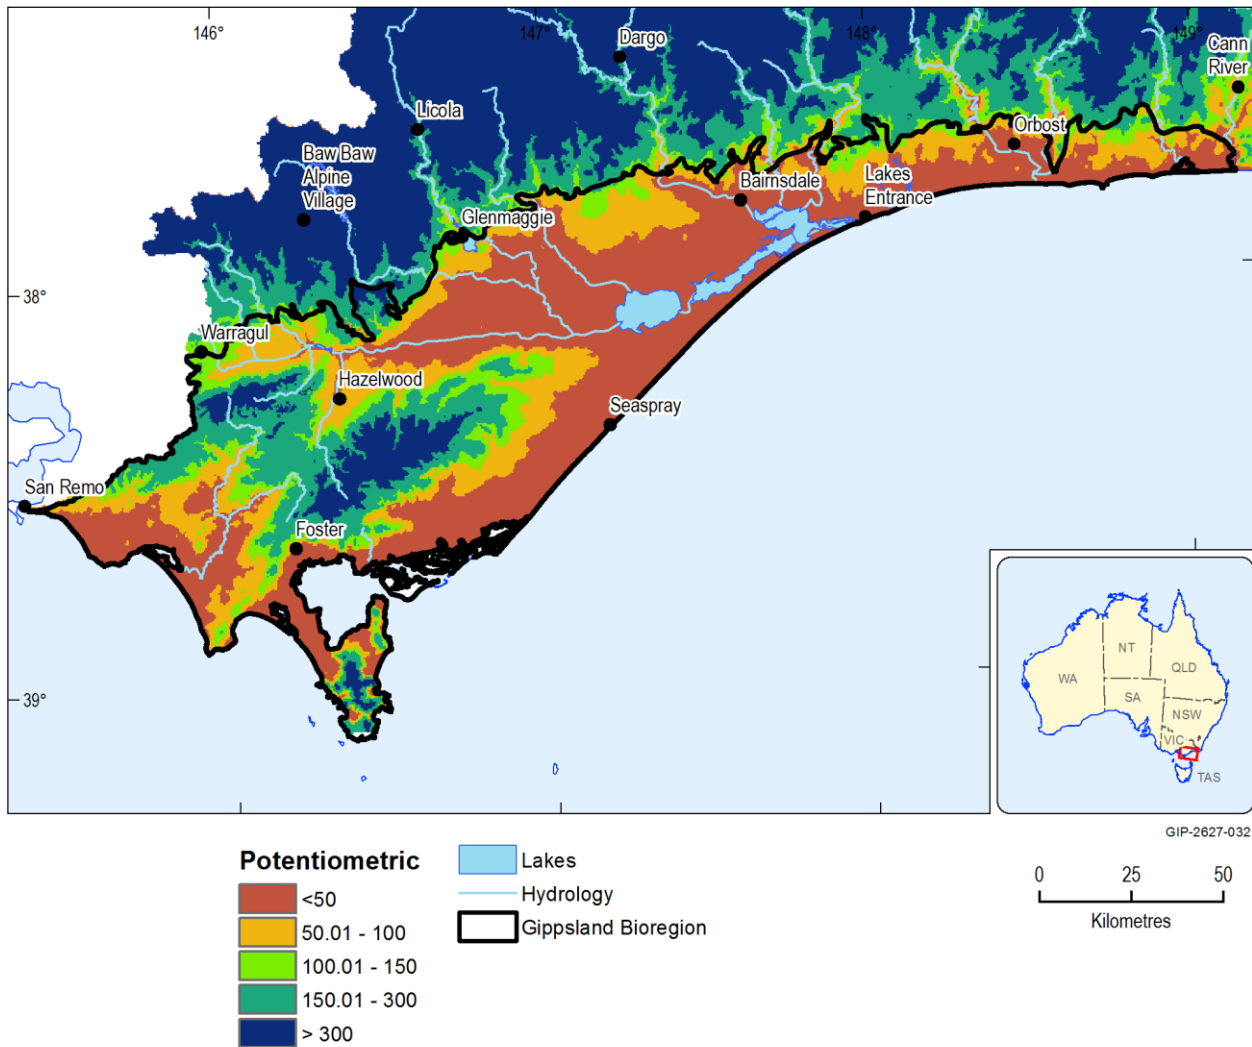 146°
147°
148°
149°
Dargo
Cann
River
Licola
Orbost
Baw Baw
Alpine
Village
Bairnsdale
Lakes
Entrance
Glenmaggie
38°
Warragul
Hazelwood
Seaspray
San Remo
Foster
39°
NT
QLD
WA
SA
NSW
VIC
TAS
GIP-2627-032
Potentiometric
<50
50.01 - 100
100.01 - 150
150.01 - 300
> 300
Lakes
Hydrology
Gippsland Bioregion
0 25 50
Kilometres